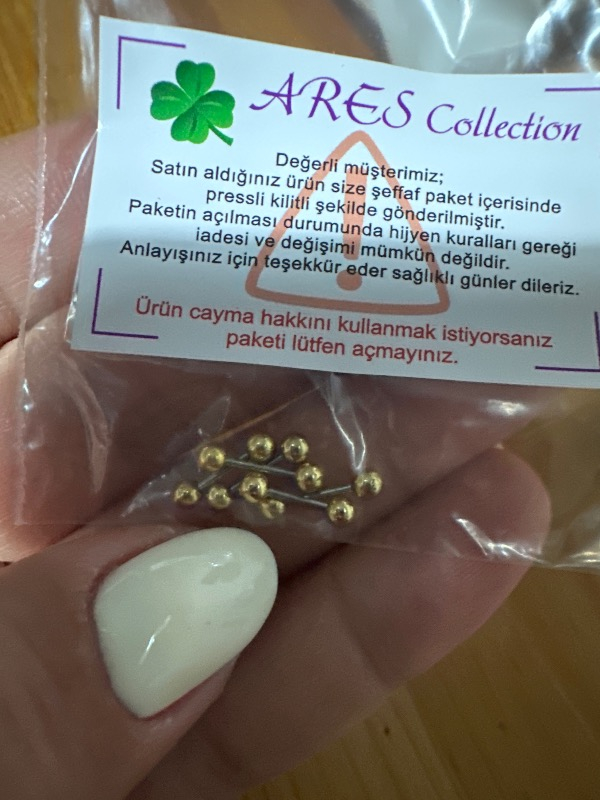 ARES Collection
Değerli müşterimiz;
Satın aldığınız ürün size şeffaf paket içerisinde
pressli kilitli şekilde gönderilmiştir.
Paketin açılması durumunda hijyen kuralları gereği
iadesi ve değişimi mümkün değildir.
Anlayışınız için teşekkür eder sağlıklı günler dileriz.
Ürün cayma hakkını kullanmak istiyorsanız
paketi lütfen açmayınız.